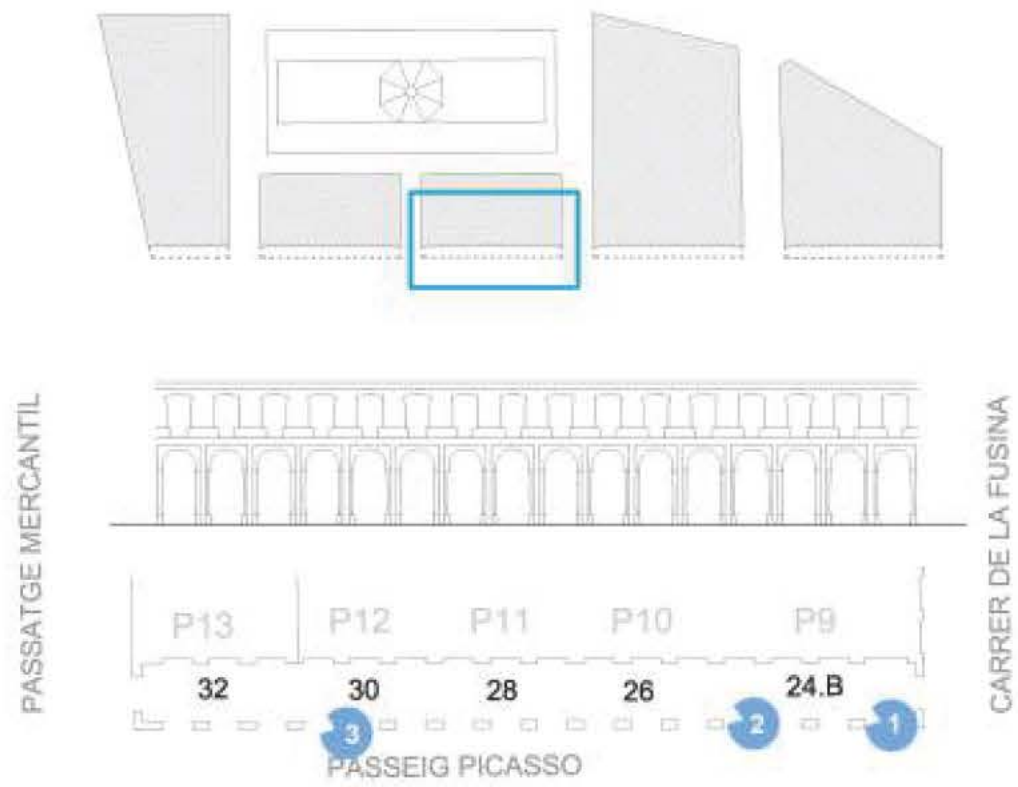 PASSATGE MERCANTIL
CARRER DE LA FUSINA
P13 P12 P11 P10 P9
32 30 28 26 24.B
3 2 1
PASSEIG PICASSO